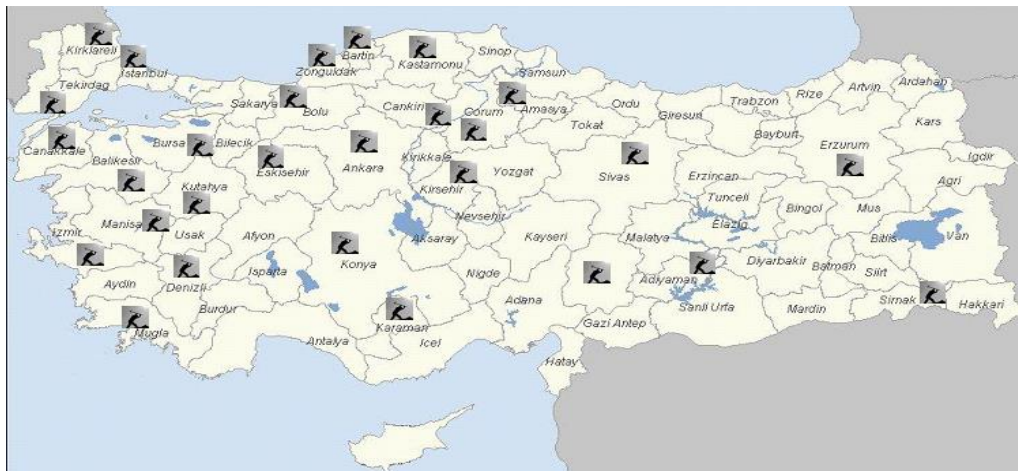 Kirklareli
Istanbul
Tekirdag
Zonguldak
Bartin
Kastamonu
Sinop
Samsun
Sakarya
Bolu
Cankiri
Corum
Amasya
Ordu
Giresun
Trabzon
Rize
Artvin
Ardahan
Kars
Canakkale
Balikesir
Bursa
Bilecik
Eskisehir
Ankara
Kirikkale
Yozgat
Tokat
Sivas
Bayburt
Erzurum
Erzincan
Igdir
Agri
Kutahya
Kirsehir
Nevsehir
Tunceli
Bingol
Mus
Manisa
Izmir
Usak
Afyon
Aksaray
Kayseri
Malatya
Elazig
Bitlis
Van
Aydin
Denizli
Isparta
Konya
Nigde
Adiyaman
Diyarbakir
Batman
Siirt
Burdur
Mugla
Antalya
Karaman
Icel
Adana
Gazi Antep
Sanli Urfa
Mardin
Sirnak
Hakkari
Hatay